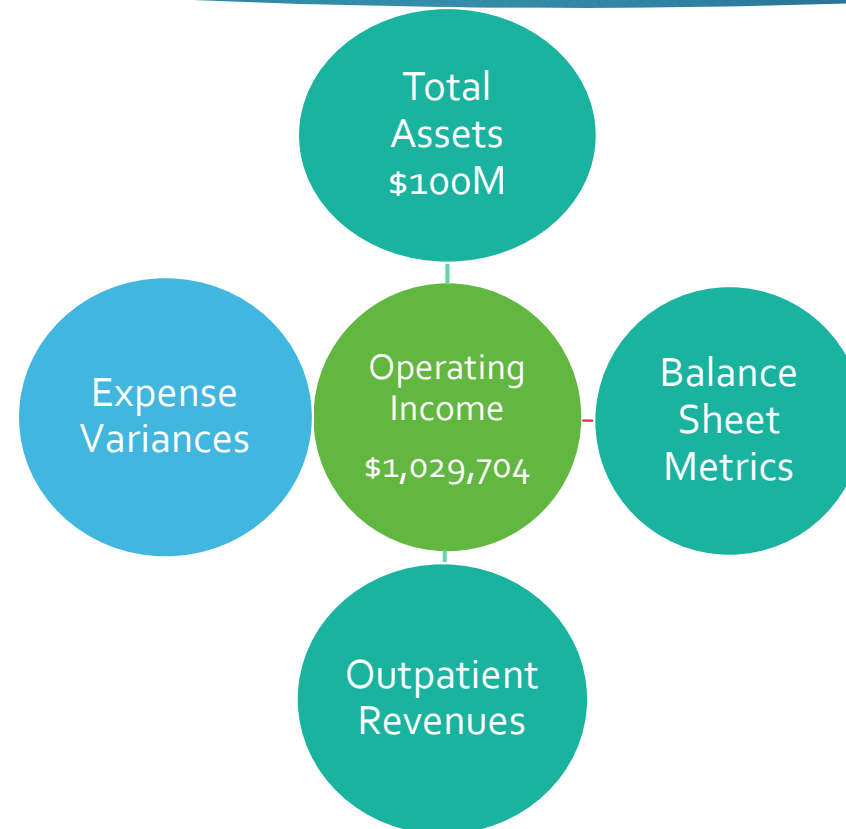 Total
Assets
$100M
Expense
Variances
Operating
Income
$1,029,704
Balance
Sheet
Metrics
Outpatient
Revenues